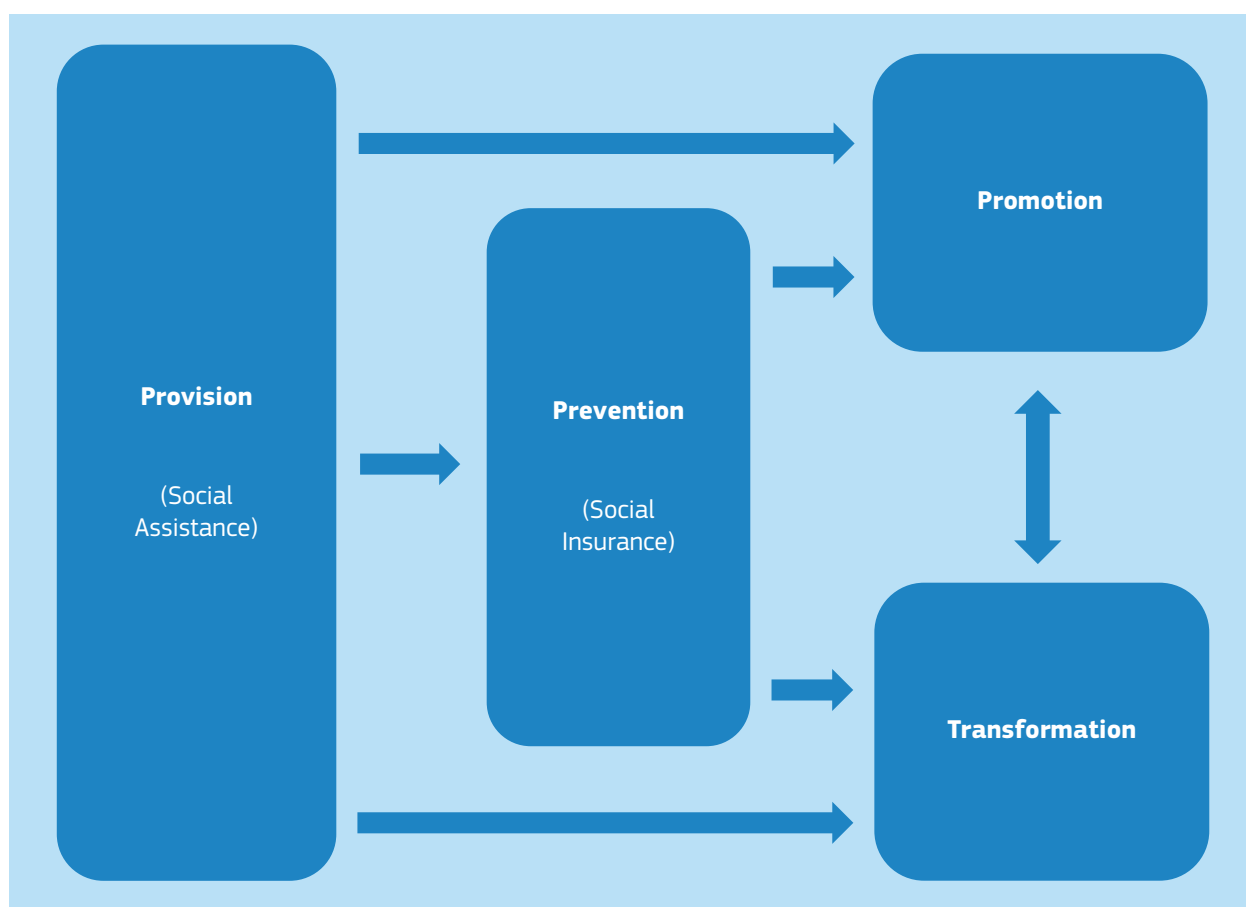 Provision
(Social
Assistance)
Prevention
(Social
Insurance)
Promotion
Transformation